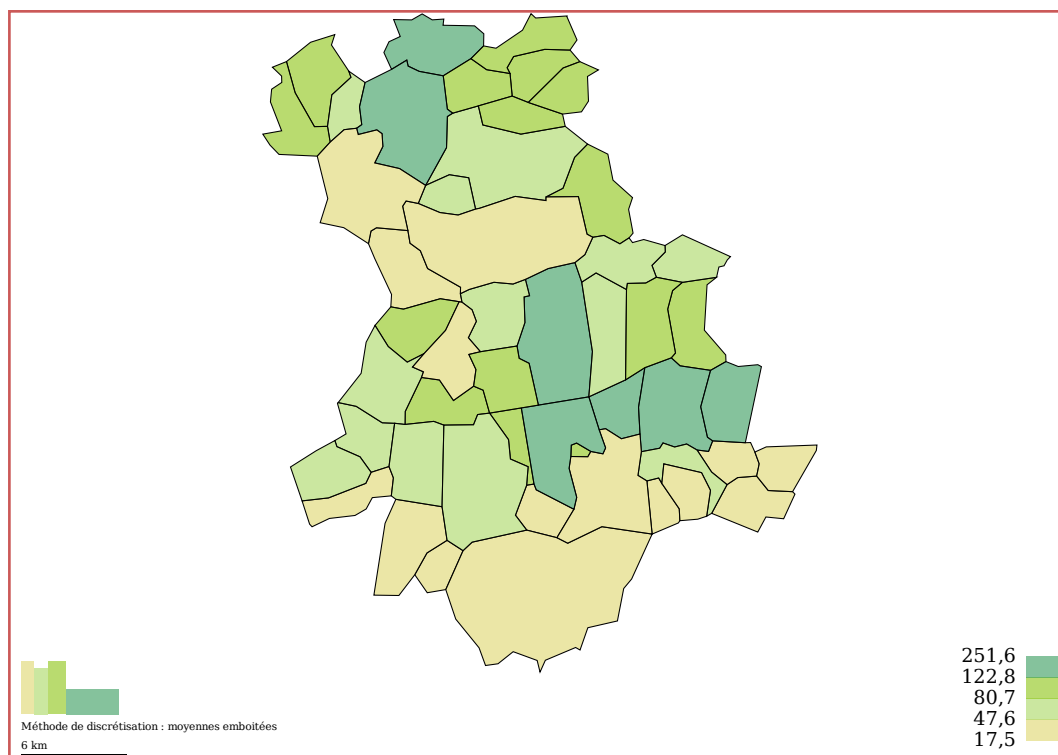 251,6
122,8
80,7
47,6
17,5
Méthode de discrétisation : moyennes emboitées
6 km